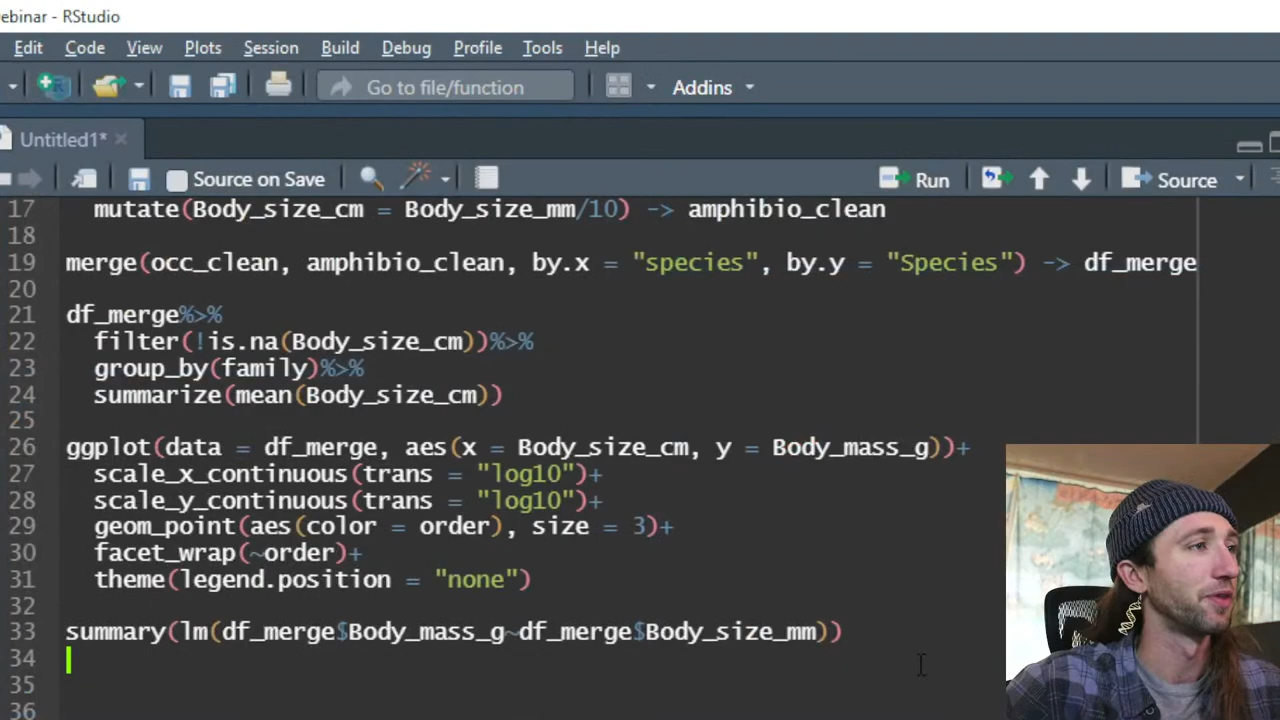 ebinar - RStudio
Edit Code View Plots Session Build Debug Profile Tools Help
Go to file/function Addins
Untitled1*
Source on Save Run Source
17 mutate(Body_size_cm = Body_size_mm/10) -> amphibio_clean
18
19 merge(occ_clean, amphibio_clean, by.x = "species", by.y = "Species") -> df_merge
20
21 df_merge%>%
22 filter(!is.na(Body_size_cm))%>%
23 group_by(family)%>%
24 summarize(mean(Body_size_cm))
25
26 ggplot(data = df_merge, aes(x = Body_size_cm, y = Body_mass_g))+
27 scale_x_continuous(trans = "log10")+
28 scale_y_continuous(trans = "log10")+
29 geom_point(aes(color = order), size = 3)+
30 facet_wrap(~order)+
31 theme(legend.position = "none")
32
33 summary(lm(df_merge$Body_mass_g~df_merge$Body_size_mm))
34
35
36